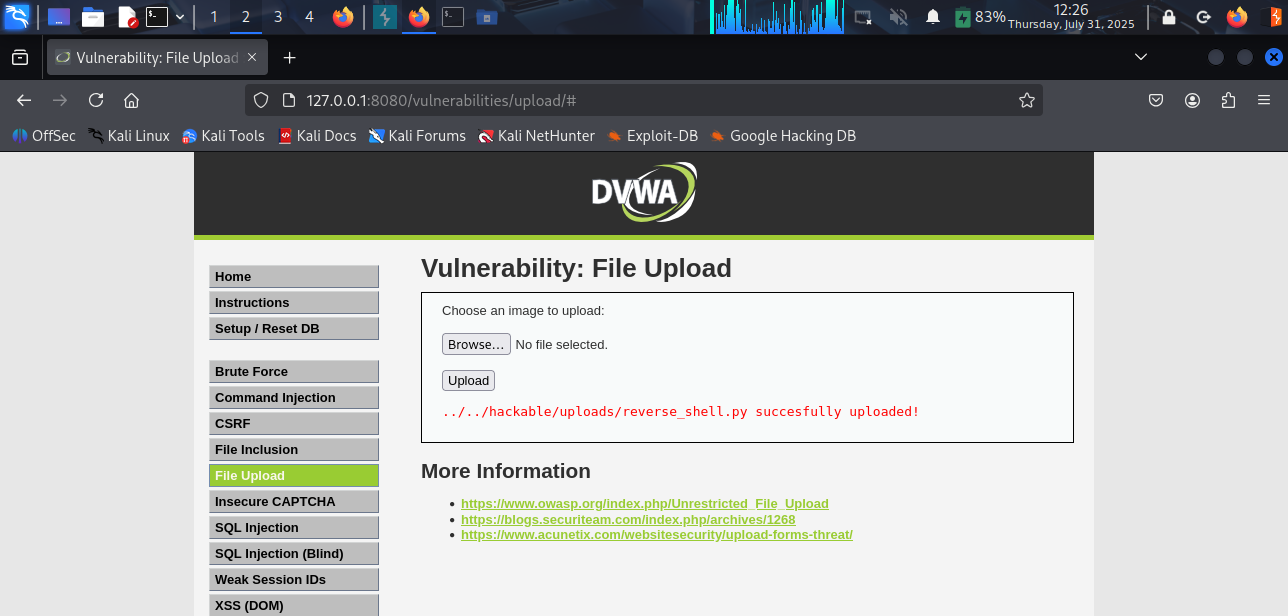 1 2 3 4 83% 12:26
Thursday, July 31, 2025
Vulnerability: File Upload
127.0.0.1:8080/vulnerabilities/upload/#
OffSec Kali Linux Kali Tools Kali Docs Kali Forums Kali NetHunter Exploit-DB Google Hacking DB
DVWA
Home
Instructions
Setup / Reset DB
Brute Force
Command Injection
CSRF
File Inclusion
File Upload
Insecure CAPTCHA
SQL Injection
SQL Injection (Blind)
Weak Session IDs
XSS (DOM)
Vulnerability: File Upload
Choose an image to upload:
Browse... No file selected.
Upload
../../hackable/uploads/reverse_shell.py succesfully uploaded!
More Information
https://www.owasp.org/index.php/Unrestricted_File_Upload
https://blogs.securiteam.com/index.php/archives/1268
https://www.acunetix.com/websitesecurity/upload-forms-threat/